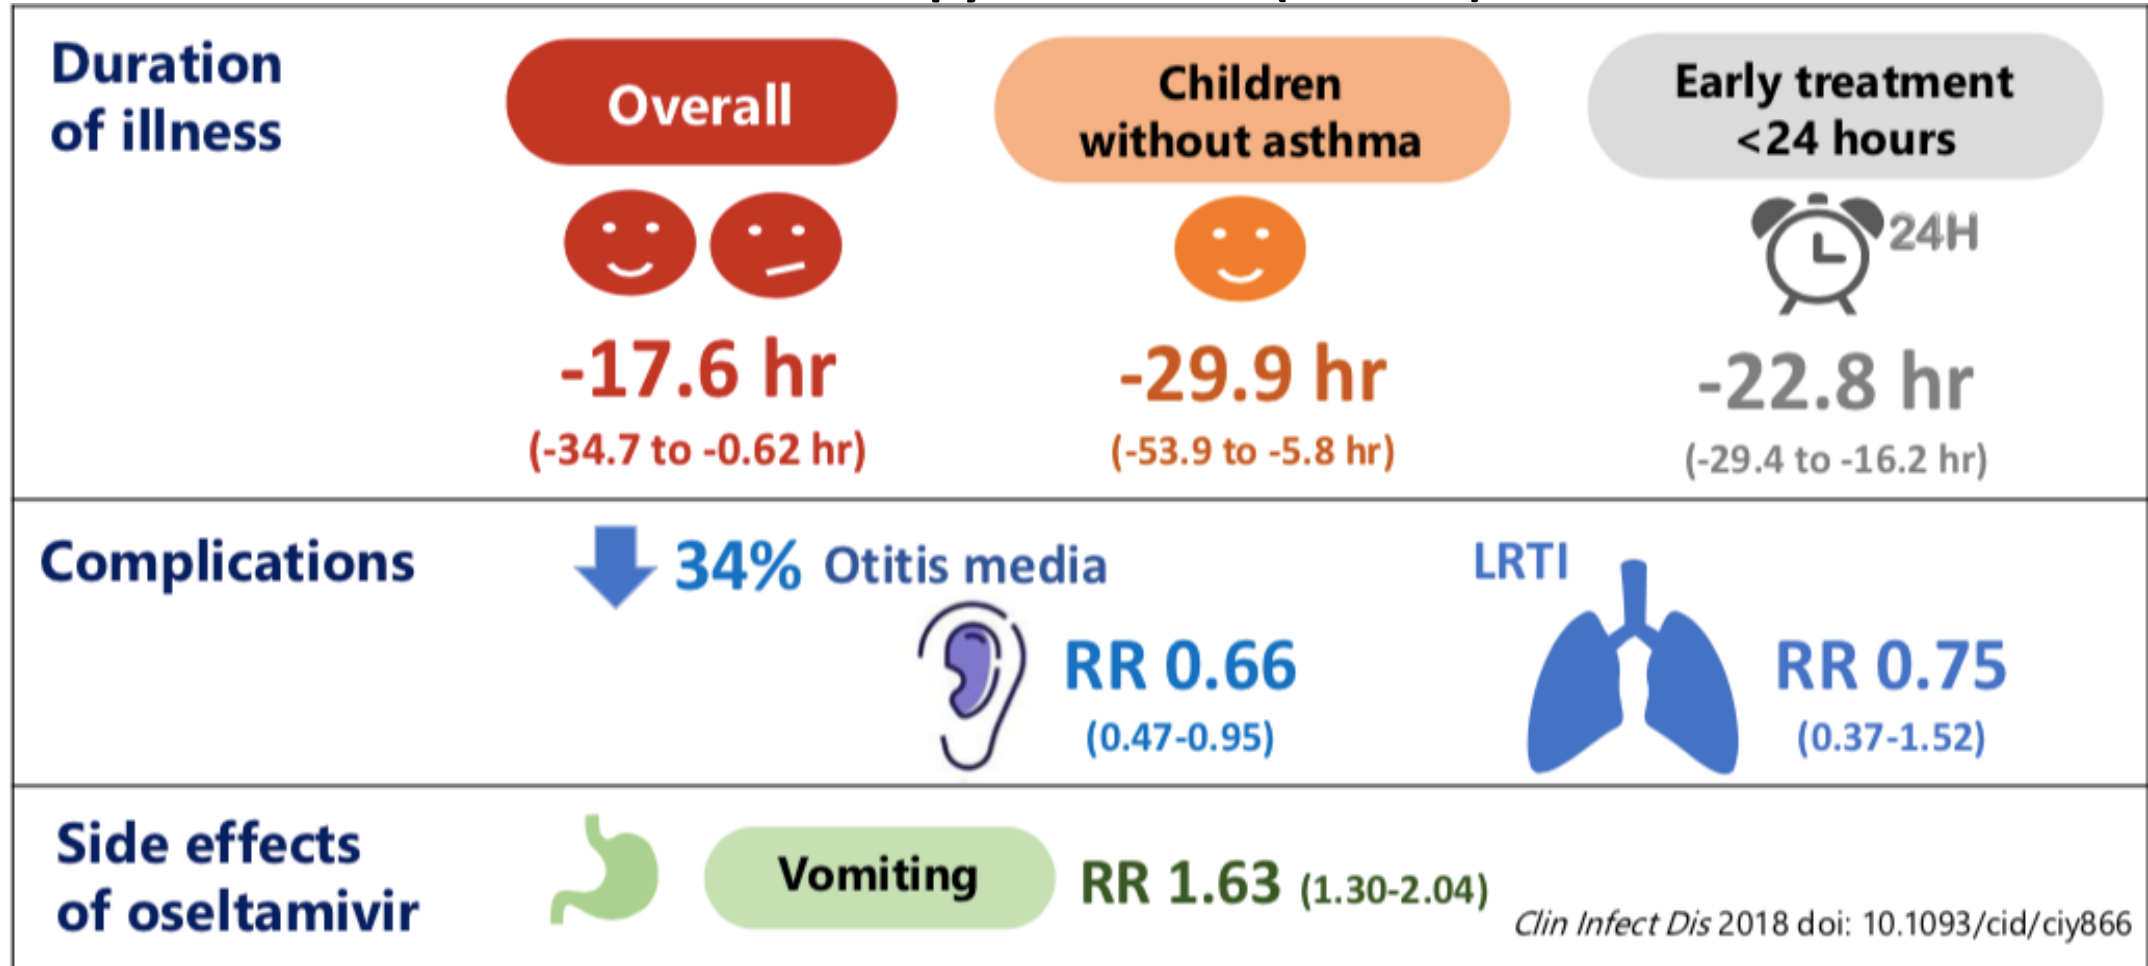 Duration
of illness
Overall
Children
without asthma
Early treatment
<24 hours
24H
-17.6 hr
(-34.7 to -0.62 hr)
-29.9 hr
(-53.9 to -5.8 hr)
-22.8 hr
(-29.4 to -16.2 hr)
Complications
34% Otitis media
RR 0.66
(0.47-0.95)
LRTI
RR 0.75
(0.37-1.52)
Side effects
of oseltamivir
Vomiting
RR 1.63 (1.30-2.04)
Clin Infect Dis 2018 doi: 10.1093/cid/ciy866